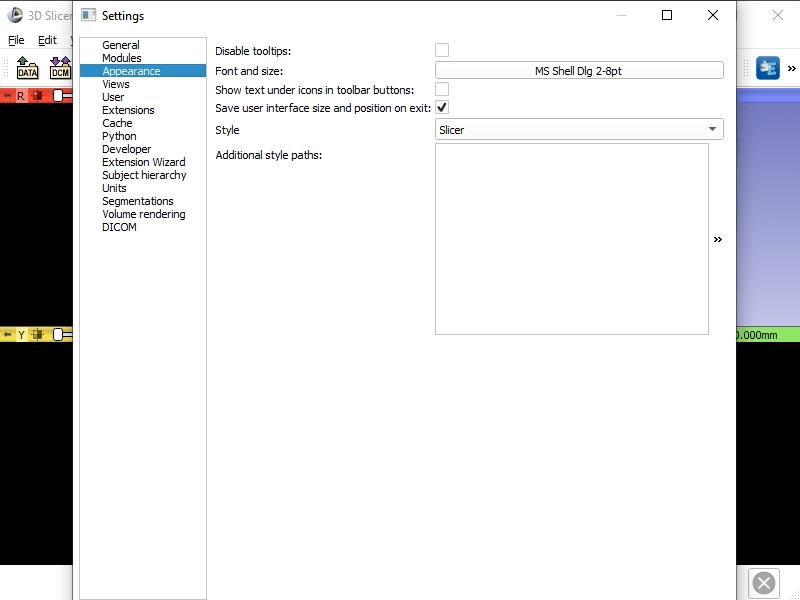 3D Slicer
Settings
File Edit
DATA DCM
R
Y
General
Modules
Appearance
Views
User
Extensions
Cache
Python
Developer
Extension Wizard
Subject hierarchy
Units
Segmentations
Volume rendering
DICOM
Disable tooltips:
Font and size:
MS Shell Dlg 2-8pt
Show text under icons in toolbar buttons:
Save user interface size and position on exit:
Style
Slicer
Additional style paths:
»
»
0.000mm